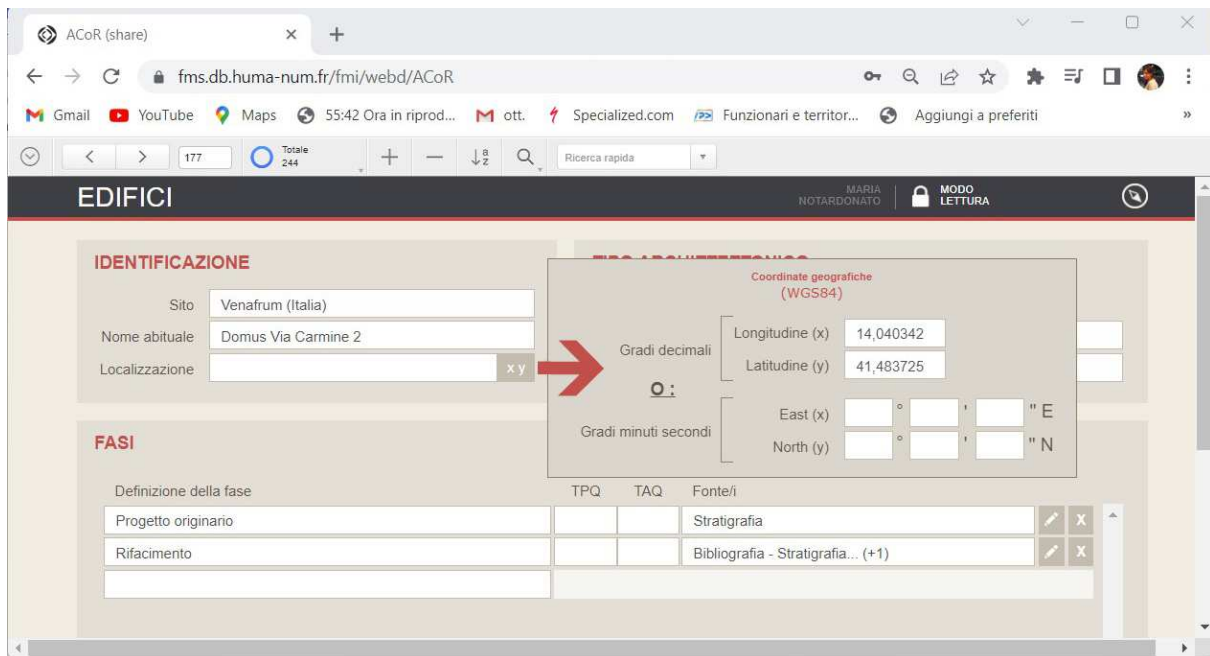 ACoR (share)
fms.db.huma-num.fr/fmi/webd/ACoR
Gmail YouTube Maps 55:42 Ora in riprod... ott. Specialized.com Funzionari e territor... Aggiungi a preferiti »
177 Totale 244 Ricerca rapida
EDIFICI MARIA NOTARDONATO MODO LETTURA
IDENTIFICAZIONE
Sito Venafrum (Italia)
Nome abituale Domus Via Carmine 2
Localizzazione x y
Coordinate geografiche
(WGS84)
Gradi decimali
Longitudine (x) 14,040342
Latitudine (y) 41,483725
O :
Gradi minuti secondi
East (x) ° ' " E
North (y) ° ' " N
FASI
Definizione della fase TPQ TAQ Fonte/i
Progetto originario Stratigrafia X
Rifacimento Bibliografia - Stratigrafia... (+1) X